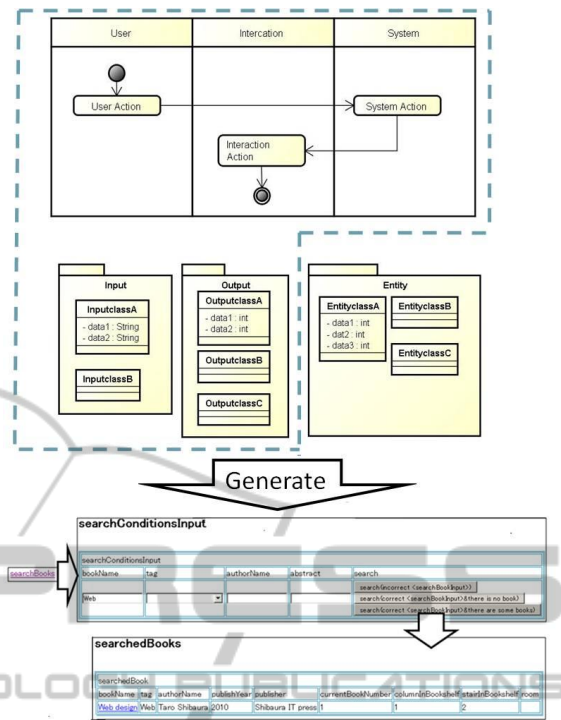 User Intercation System
User Action
System Action
Interaction
Action
Input
InputclassA
- data1 : String
- data2 : String
InputclassB
Output
OutputclassA
- data1 : int
- data2 : int
OutputclassB
OutputclassC
Entity
EntityclassA
- data1 : int
- dat2 : int
- data3 : int
EntityclassB
EntityclassC
Generate
searchBooks
searchConditionsInput
searchConditionsInput
bookName tag authorName abstract search
search(incorrect <searchBookInput>)
Web
search(correct <searchBookInput>&there is no book)
search(correct <searchBookInput>&there are some books)
searchedBooks
searchedBook
bookName tag authorName publishYear publisher currentBookNumber columnInBookshelf stairInBookshelf room
Web design Web Taro Shibaura 2010 Shibaura IT press 1 1 2